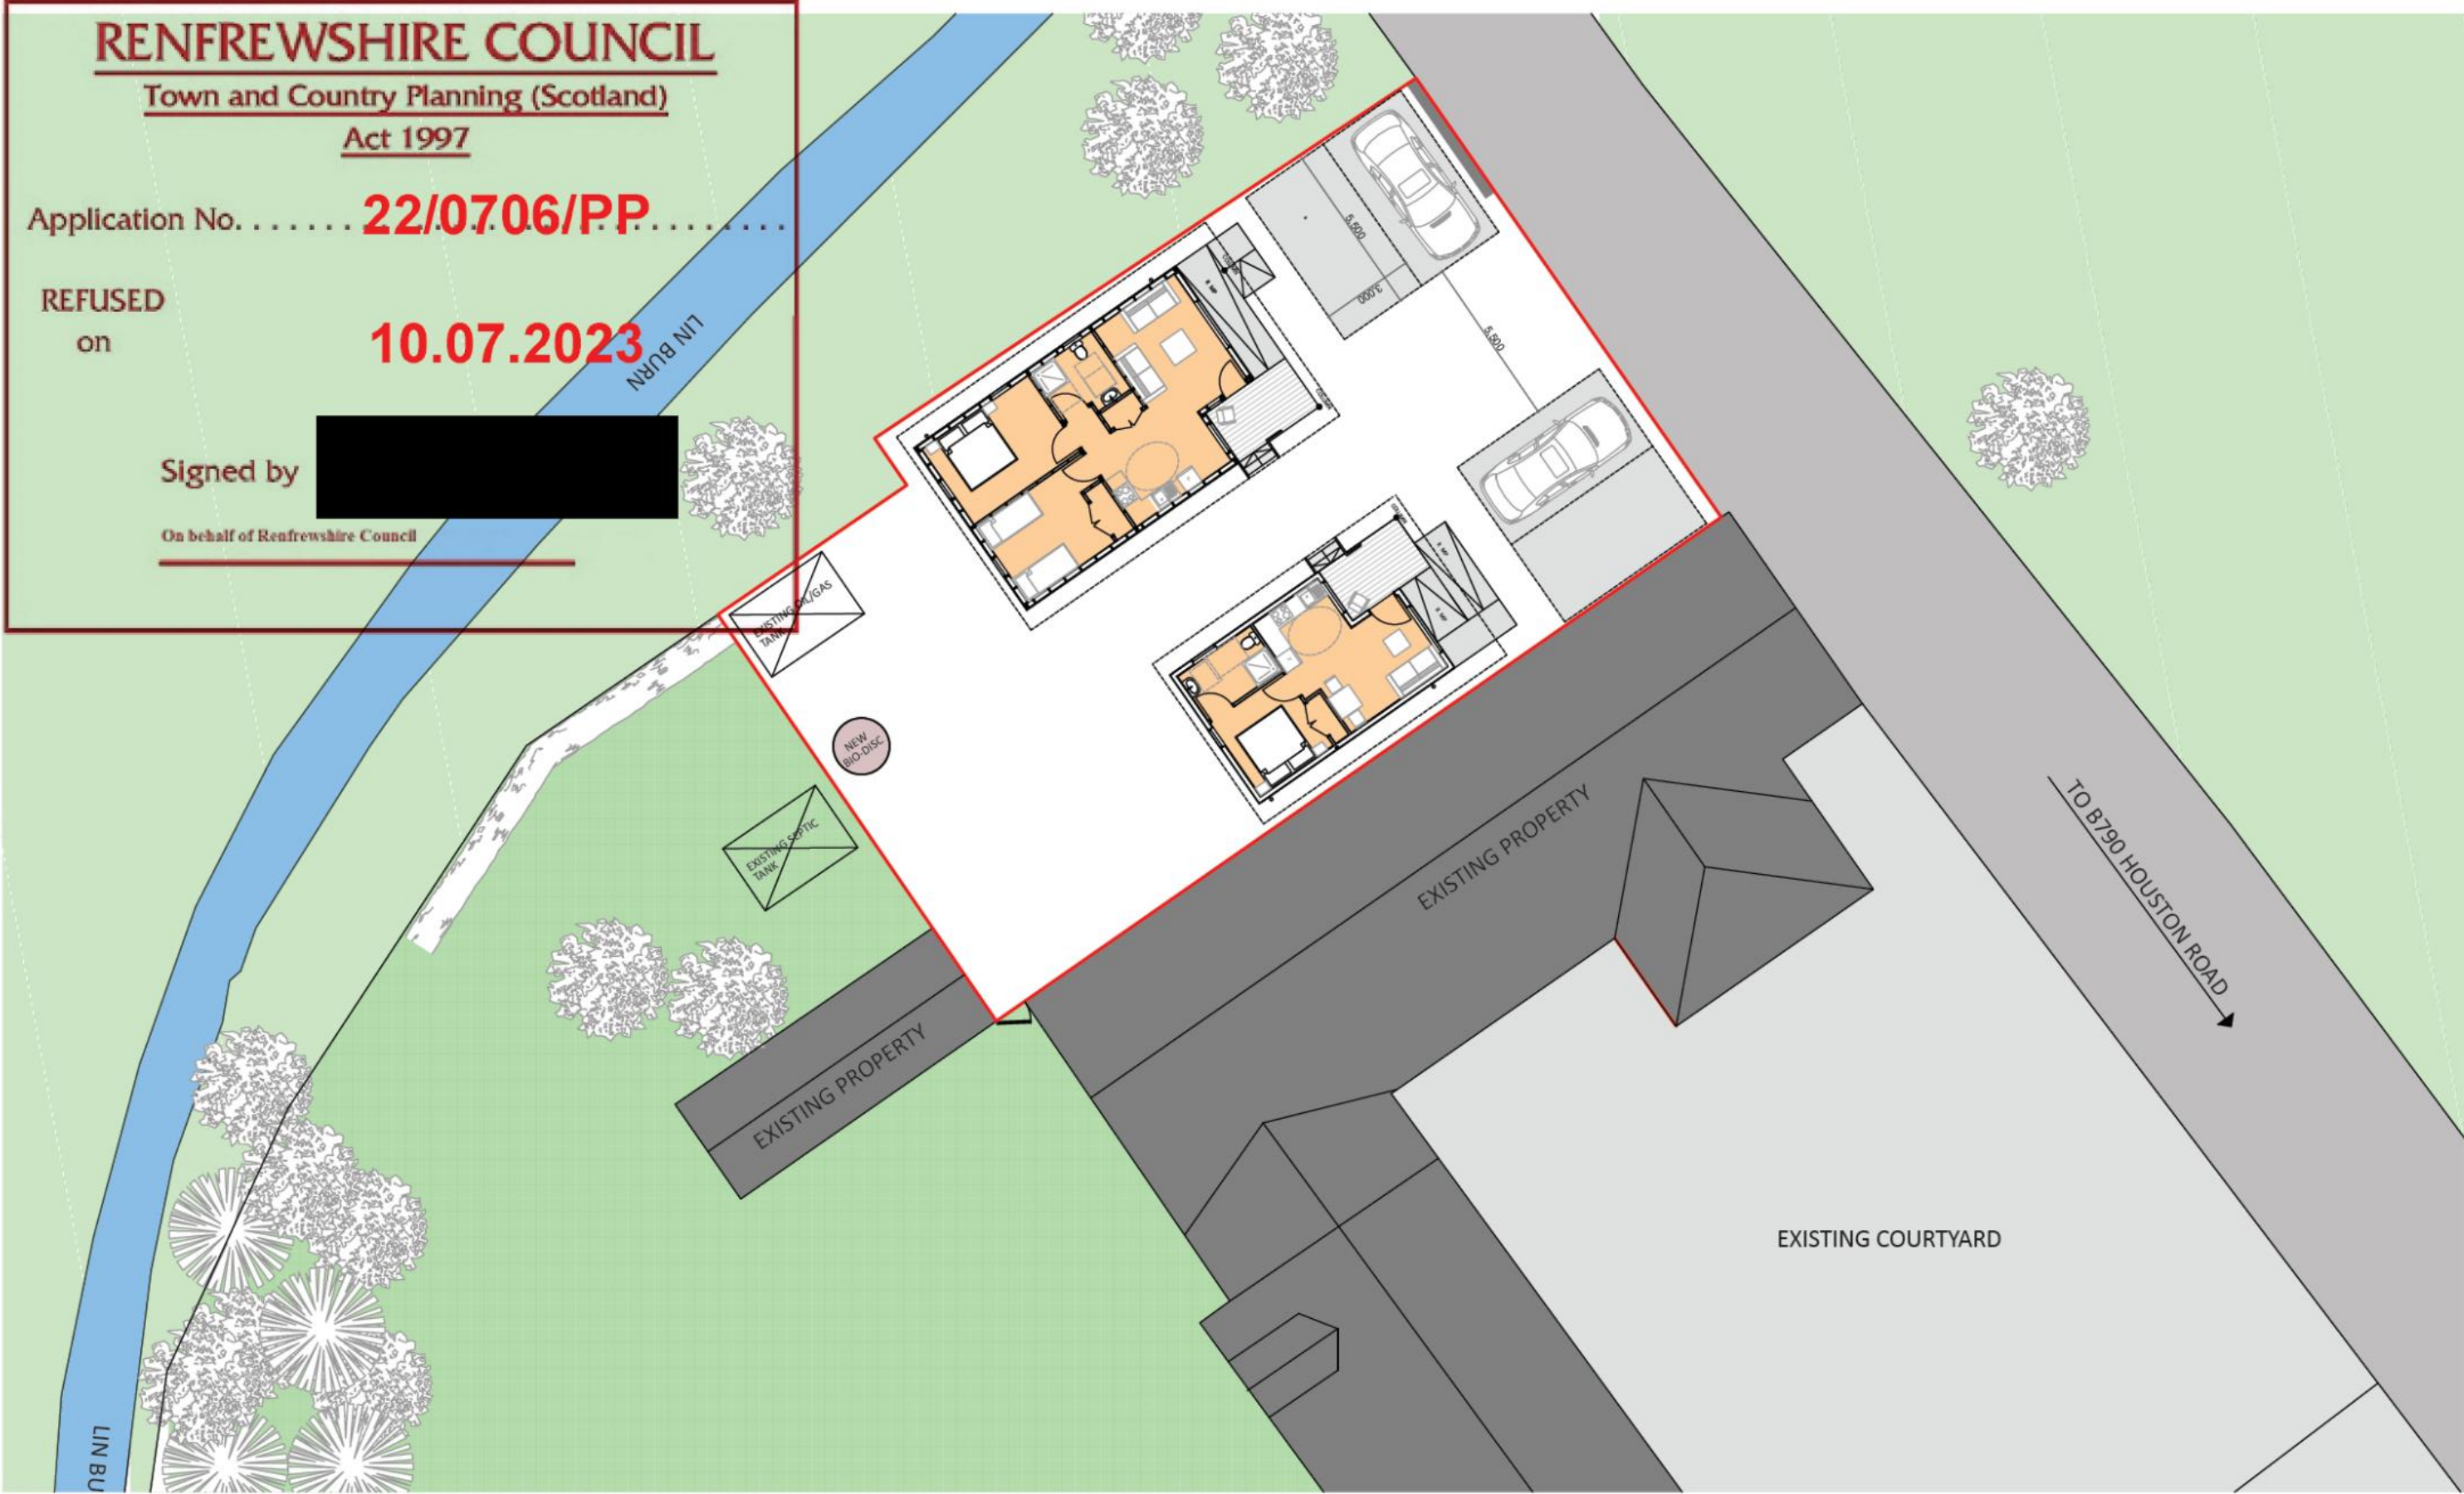 RENFREWSHIRE COUNCIL
Town and Country Planning (Scotland)
Act 1997
Application No....... 22/0706/PP..........
REFUSED
on
10.07.2023
Signed by
On behalf of Renfrewshire Council
LIN BURN
5.500
3.000
5.500
EXISTING OIL/GAS
TANK
NEW
BIO-DISC
EXISTING SEPTIC
TANK
EXISTING PROPERTY
EXISTING PROPERTY
TO B790 HOUSTON ROAD
EXISTING COURTYARD
LIN BU